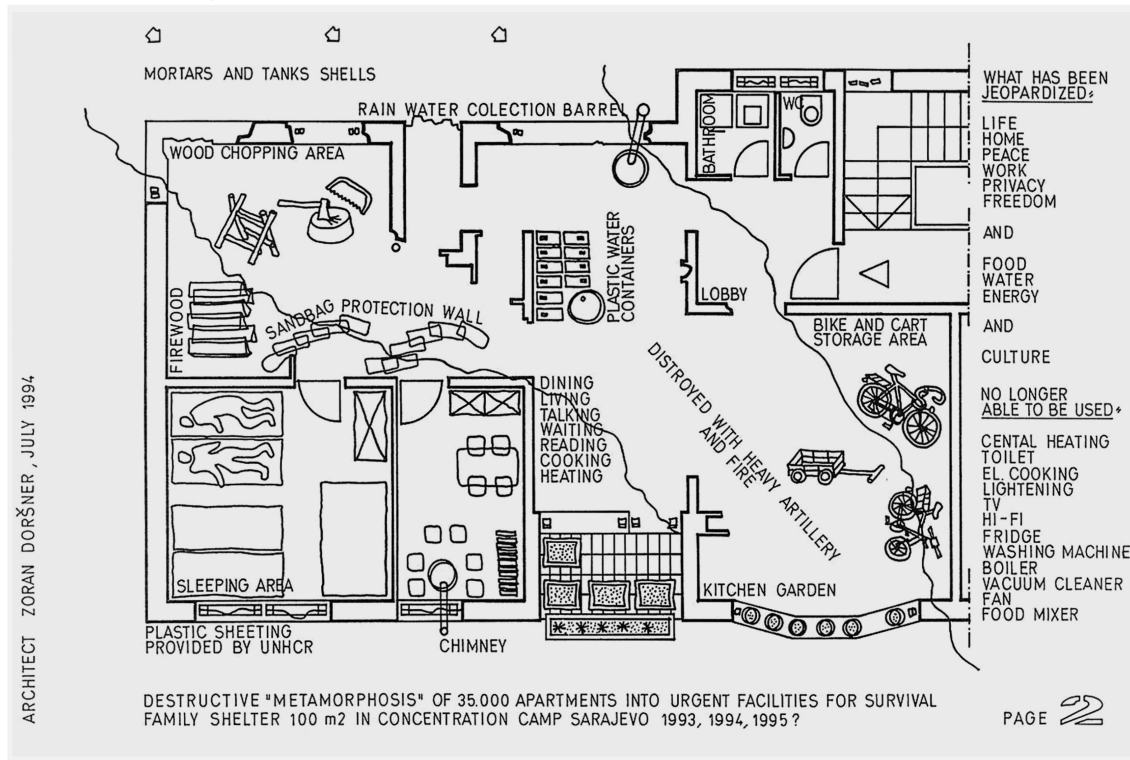 MORTARS AND TANKS SHELLS
RAIN WATER COLECTION BARREL
WOOD CHOPPING AREA
BATHROOM
WC
FIREWOOD
SANDBAG PROTECTION WALL
PLASTIC WATER
CONTAINERS
LOBBY
BIKE AND CART
STORAGE AREA
DISTROYED WITH HEAVY ARTILLERY
AND FIRE
DINING
LIVING
TALKING
WAITING
READING
COOKING
HEATING
SLEEPING AREA
KITCHEN GARDEN
PLASTIC SHEETING
PROVIDED BY UNHCR
CHIMNEY
WHAT HAS BEEN
JEOPARDIZED:
LIFE
HOME
PEACE
WORK
PRIVACY
FREEDOM
AND
FOOD
WATER
ENERGY
AND
CULTURE
NO LONGER
ABLE TO BE USED:
CENTAL HEATING
TOILET
EL. COOKING
LIGHTENING
TV
HI-FI
FRIDGE
WASHING MACHINE
BOILER
VACUUM CLEANER
FAN
FOOD MIXER
ARCHITECT ZORAN DORŠNER, JULY 1994
DESTRUCTIVE "METAMORPHOSIS" OF 35.000 APARTMENTS INTO URGENT FACILITIES FOR SURVIVAL
FAMILY SHELTER 100 m2 IN CONCENTRATION CAMP SARAJEVO 1993, 1994, 1995?
PAGE 22